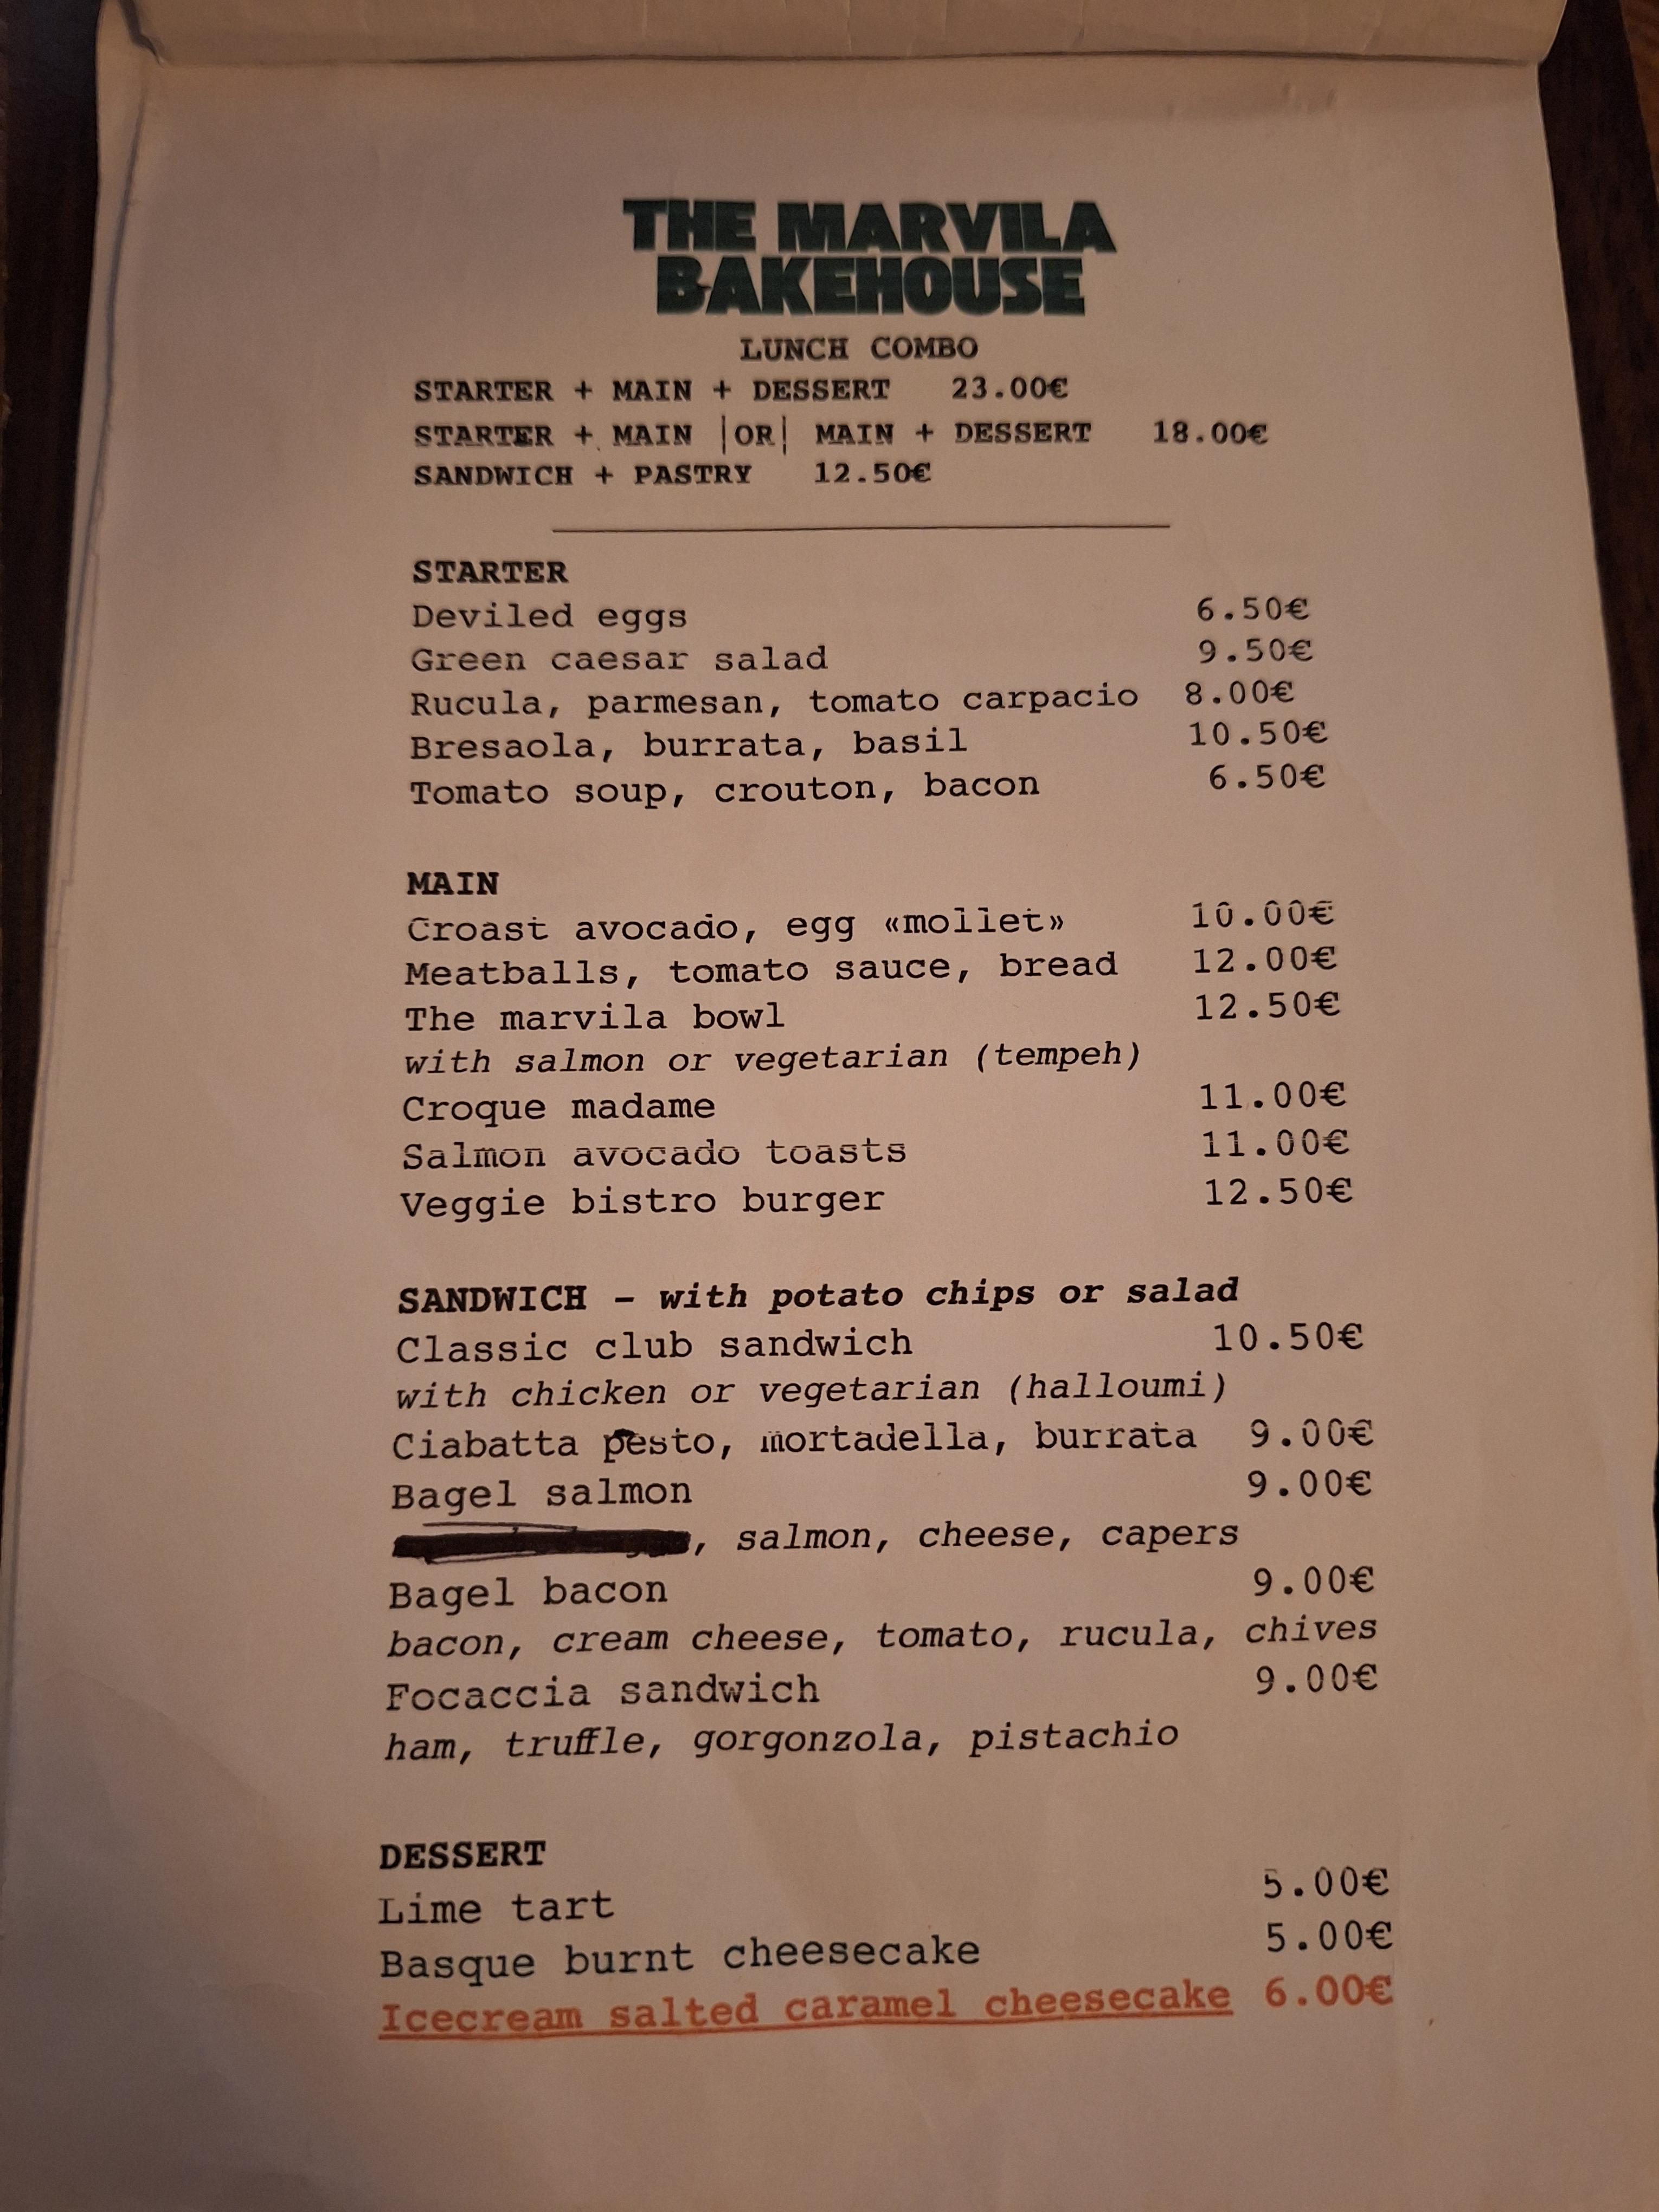 THE MARVILA
BAKEHOUSE
LUNCH COMBO
STARTER + MAIN + DESSERT 23.00€
STARTER + MAIN |OR| MAIN + DESSERT 18.00€
SANDWICH + PASTRY 12.50€
STARTER
Deviled eggs 6.50€
Green caesar salad 9.50€
Rucula, parmesan, tomato carpacio 8.00€
Bresaola, burrata, basil 10.50€
Tomato soup, crouton, bacon 6.50€
MAIN
Croast avocado, egg «mollet» 10.00€
Meatballs, tomato sauce, bread 12.00€
The marvila bowl 12.50€
with salmon or vegetarian (tempeh)
Croque madame 11.00€
Salmon avocado toasts 11.00€
Veggie bistro burger 12.50€
SANDWICH – with potato chips or salad
Classic club sandwich 10.50€
with chicken or vegetarian (halloumi)
Ciabatta pesto, mortadella, burrata 9.00€
Bagel salmon 9.00€
, salmon, cheese, capers
Bagel bacon 9.00€
bacon, cream cheese, tomato, rucula, chives
Focaccia sandwich 9.00€
ham, truffle, gorgonzola, pistachio
DESSERT
Lime tart 5.00€
Basque burnt cheesecake 5.00€
Icecream salted caramel cheesecake 6.00€